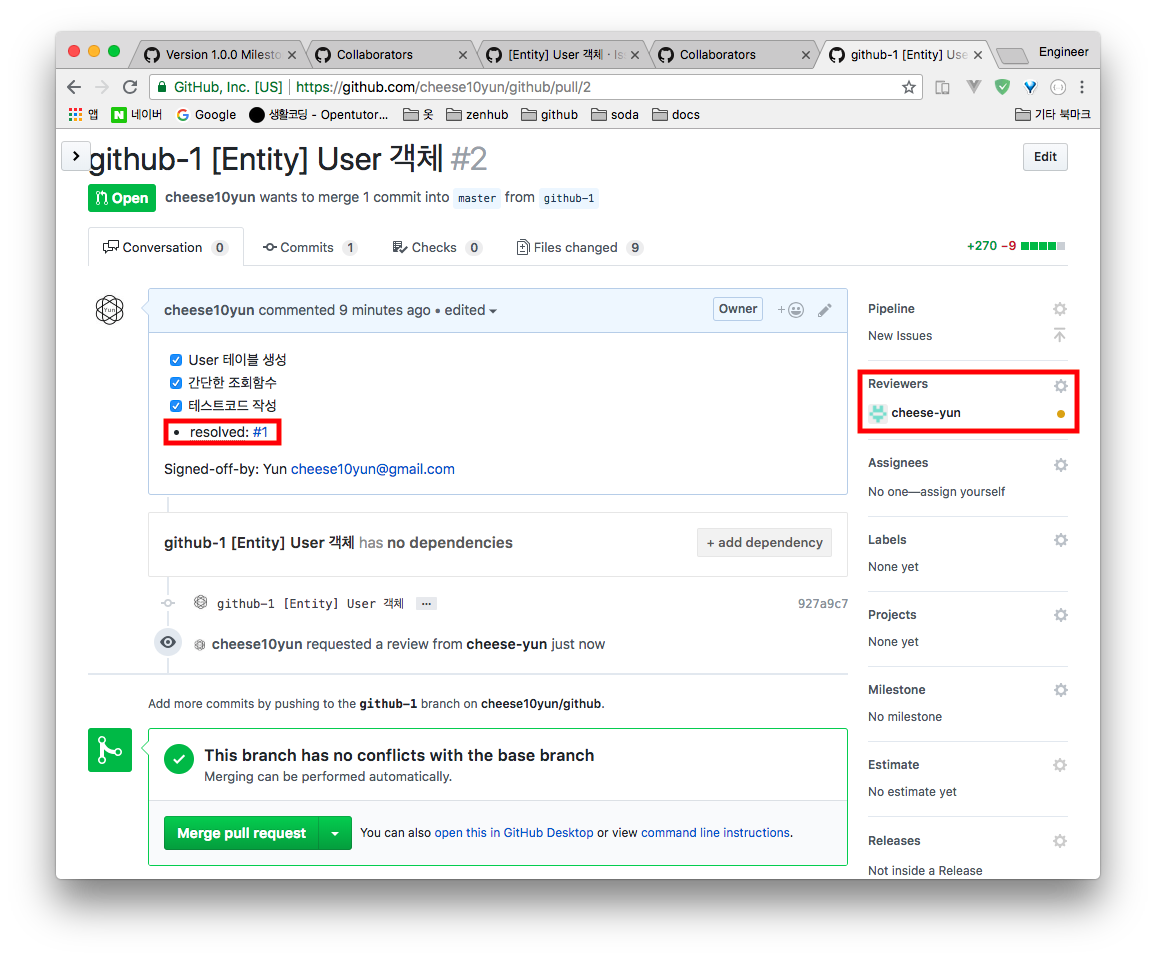 Version 1.0.0 Milesto
Collaborators
[Entity] User 객체 · Is
Collaborators
github-1 [Entity] Use
Engineer
GitHub, Inc. [US] https://github.com/cheese10yun/github/pull/2
앱 네이버 Google 생활코딩 - Opentutor... 옷 zenhub github soda docs 기타 북마크
github-1 [Entity] User 객체 #2
Edit
Open cheese10yun wants to merge 1 commit into master from github-1
Conversation 0 Commits 1 Checks 0 Files changed 9 +270 −9
Yun
cheese10yun commented 9 minutes ago • edited
Owner
User 테이블 생성
간단한 조회함수
테스트코드 작성
• resolved: #1
Signed-off-by: Yun cheese10yun@gmail.com
github-1 [Entity] User 객체 has no dependencies
+ add dependency
github-1 [Entity] User 객체 ... 927a9c7
cheese10yun requested a review from cheese-yun just now
Add more commits by pushing to the github-1 branch on cheese10yun/github.
This branch has no conflicts with the base branch
Merging can be performed automatically.
Merge pull request
You can also open this in GitHub Desktop or view command line instructions.
Pipeline
New Issues
Reviewers
cheese-yun
Assignees
No one—assign yourself
Labels
None yet
Projects
None yet
Milestone
No milestone
Estimate
No estimate yet
Releases
Not inside a Release